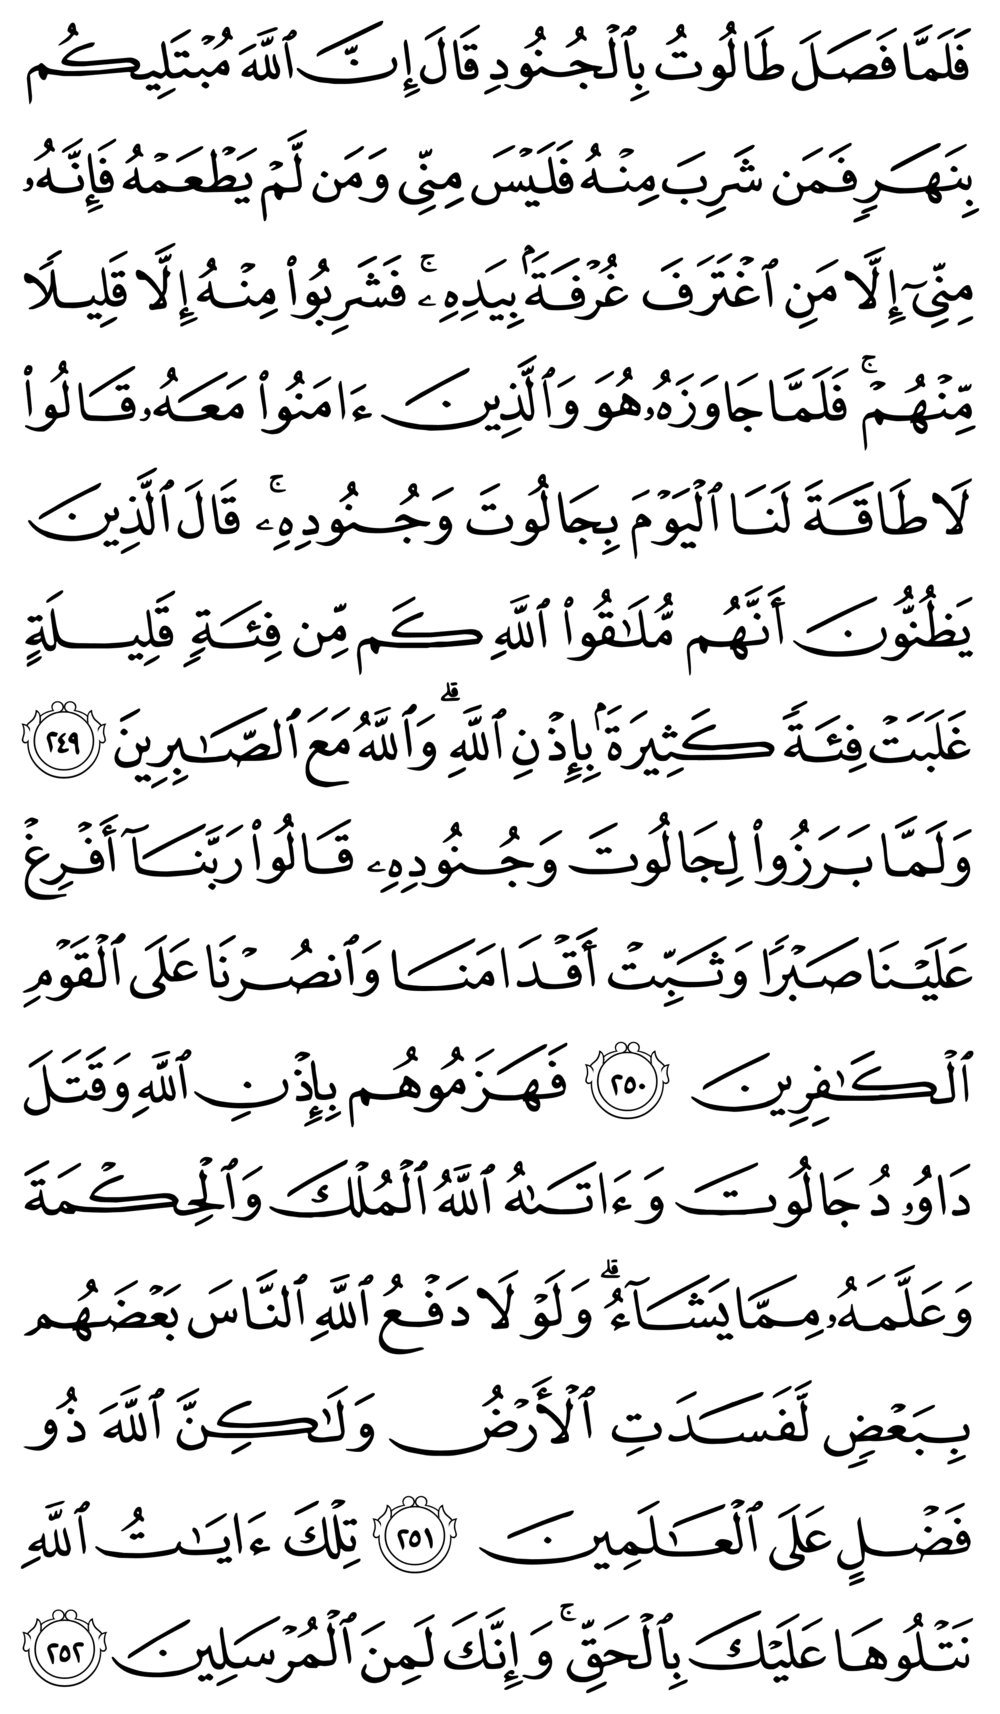 فَلَمَّا فَصَلَ طَالُوتُ بِٱلۡجُنُودِ قَالَ إِنَّ ٱللَّهَ مُبۡتَلِيكُم
بِنَهَرٖ فَمَن شَرِبَ مِنۡهُ فَلَيۡسَ مِنِّي وَمَن لَّمۡ يَطۡعَمۡهُ فَإِنَّهُۥ
مِنِّيٓ إِلَّا مَنِ ٱغۡتَرَفَ غُرۡفَةَۢ بِيَدِهِۦۚ فَشَرِبُواْ مِنۡهُ إِلَّا قَلِيلٗا
مِّنۡهُمۡۚ فَلَمَّا جَاوَزَهُۥ هُوَ وَٱلَّذِينَ ءَامَنُواْ مَعَهُۥ قَالُواْ
لَا طَاقَةَ لَنَا ٱلۡيَوۡمَ بِجَالُوتَ وَجُنُودِهِۦۚ قَالَ ٱلَّذِينَ
يَظُنُّونَ أَنَّهُم مُّلَٰقُواْ ٱللَّهِ كَم مِّن فِئَةٖ قَلِيلَةٍ
غَلَبَتۡ فِئَةٗ كَثِيرَةَۢ بِإِذۡنِ ٱللَّهِۗ وَٱللَّهُ مَعَ ٱلصَّٰبِرِينَ ٢٤٩
وَلَمَّا بَرَزُواْ لِجَالُوتَ وَجُنُودِهِۦ قَالُواْ رَبَّنَآ أَفۡرِغۡ
عَلَيۡنَا صَبۡرٗا وَثَبِّتۡ أَقۡدَامَنَا وَٱنصُرۡنَا عَلَى ٱلۡقَوۡمِ
ٱلۡكَٰفِرِينَ ٢٥٠ فَهَزَمُوهُم بِإِذۡنِ ٱللَّهِ وَقَتَلَ
دَاوُۥدُ جَالُوتَ وَءَاتَىٰهُ ٱللَّهُ ٱلۡمُلۡكَ وَٱلۡحِكۡمَةَ
وَعَلَّمَهُۥ مِمَّا يَشَآءُۗ وَلَوۡلَا دَفۡعُ ٱللَّهِ ٱلنَّاسَ بَعۡضَهُم
بِبَعۡضٖ لَّفَسَدَتِ ٱلۡأَرۡضُ وَلَٰكِنَّ ٱللَّهَ ذُو
فَضۡلٍ عَلَى ٱلۡعَٰلَمِينَ ٢٥١ تِلۡكَ ءَايَٰتُ ٱللَّهِ
نَتۡلُوهَا عَلَيۡكَ بِٱلۡحَقِّۚ وَإِنَّكَ لَمِنَ ٱلۡمُرۡسَلِينَ ٢٥٢